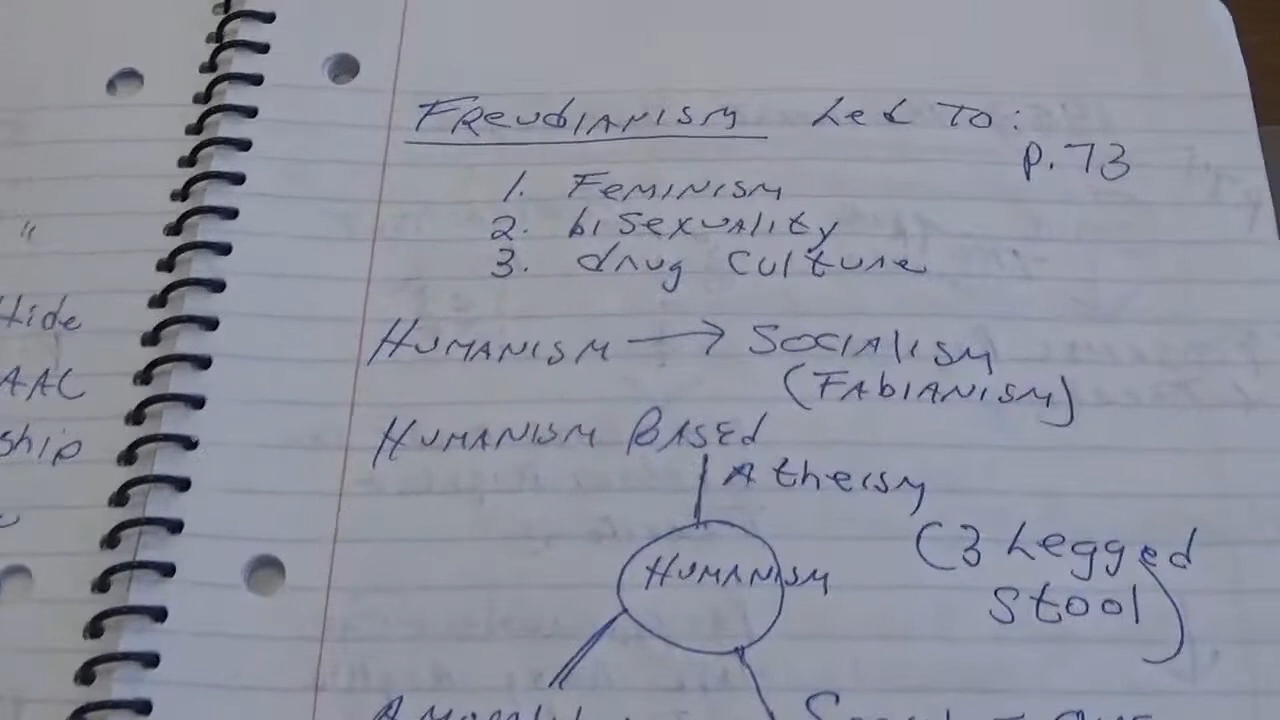 FREUdIANISM Led To:
p.73
1. FEMINISM
2. biSexuALity
3. drug Culture
HUMANISM → SOCIAlISM
(FAbIANISM)
HUMANISM BASEd
Atheism
(3 Legged
Stool)
HUMANISM
"
Hide
AAC
ship